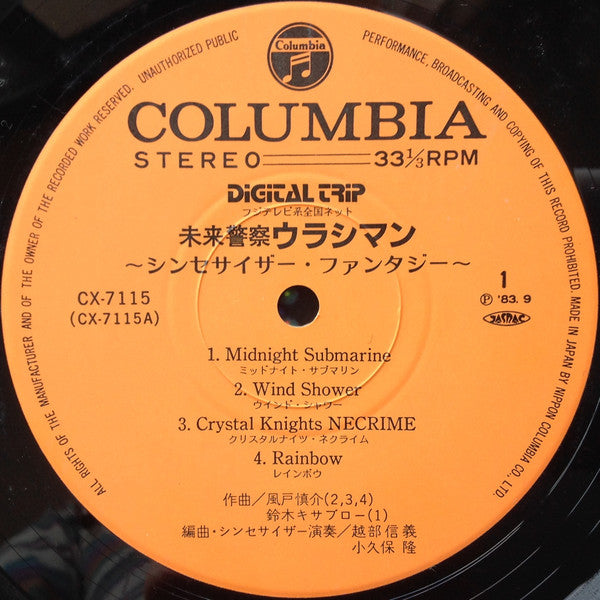 ALL RIGHTS OF THE MANUFACTURER AND OF THE OWNER OF THE RECORDED WORK RESERVED. UNAUTHORIZED PUBLIC PERFORMANCE, BROADCASTING AND COPYING OF THIS RECORD PROHIBITED. MADE IN JAPAN BY NIPPON COLUMBIA CO., LTD.
Columbia
COLUMBIA
STEREO 33 1/3 RPM
DIGITAL TRIP
フジテレビ系全国ネット
未来警察ウラシマン
〜シンセサイザー・ファンタジー〜
CX-7115
(CX-7115A)
1
Ⓟ '83. 9
JASRAC
1. Midnight Submarine
ミッドナイト・サブマリン
2. Wind Shower
ウインド・シャワー
3. Crystal Knights NECRIME
クリスタルナイツ・ネクライム
4. Rainbow
レインボウ
作曲/風戸慎介(2,3,4)
鈴木キサブロー(1)
編曲・シンセサイザー演奏/越部信義
小久保 隆